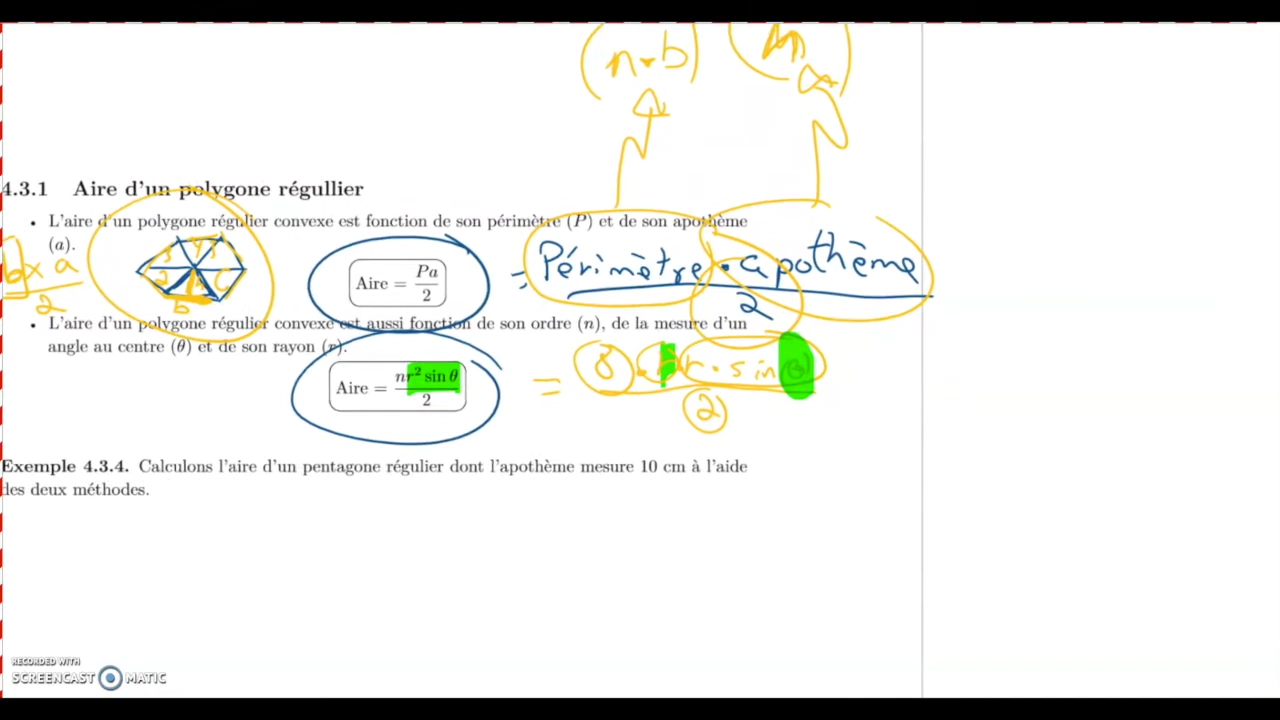 (n•b)
4.3.1 Aire d'un polygone régullier
• L'aire d'un polygone régulier convexe est fonction de son périmètre (P) et de son apothème
(a).
b x a
2
b
Aire = Pa
2
= Périmètre • apothème
2
• L'aire d'un polygone régulier convexe est aussi fonction de son ordre (n), de la mesure d'un
angle au centre (θ) et de son rayon (r).
Aire = nr² sin θ
2
= 8 • r • r • sin θ
2
Exemple 4.3.4. Calculons l'aire d'un pentagone régulier dont l'apothème mesure 10 cm à l'aide
des deux méthodes.
RECORDED WITH
SCREENCAST MATIC